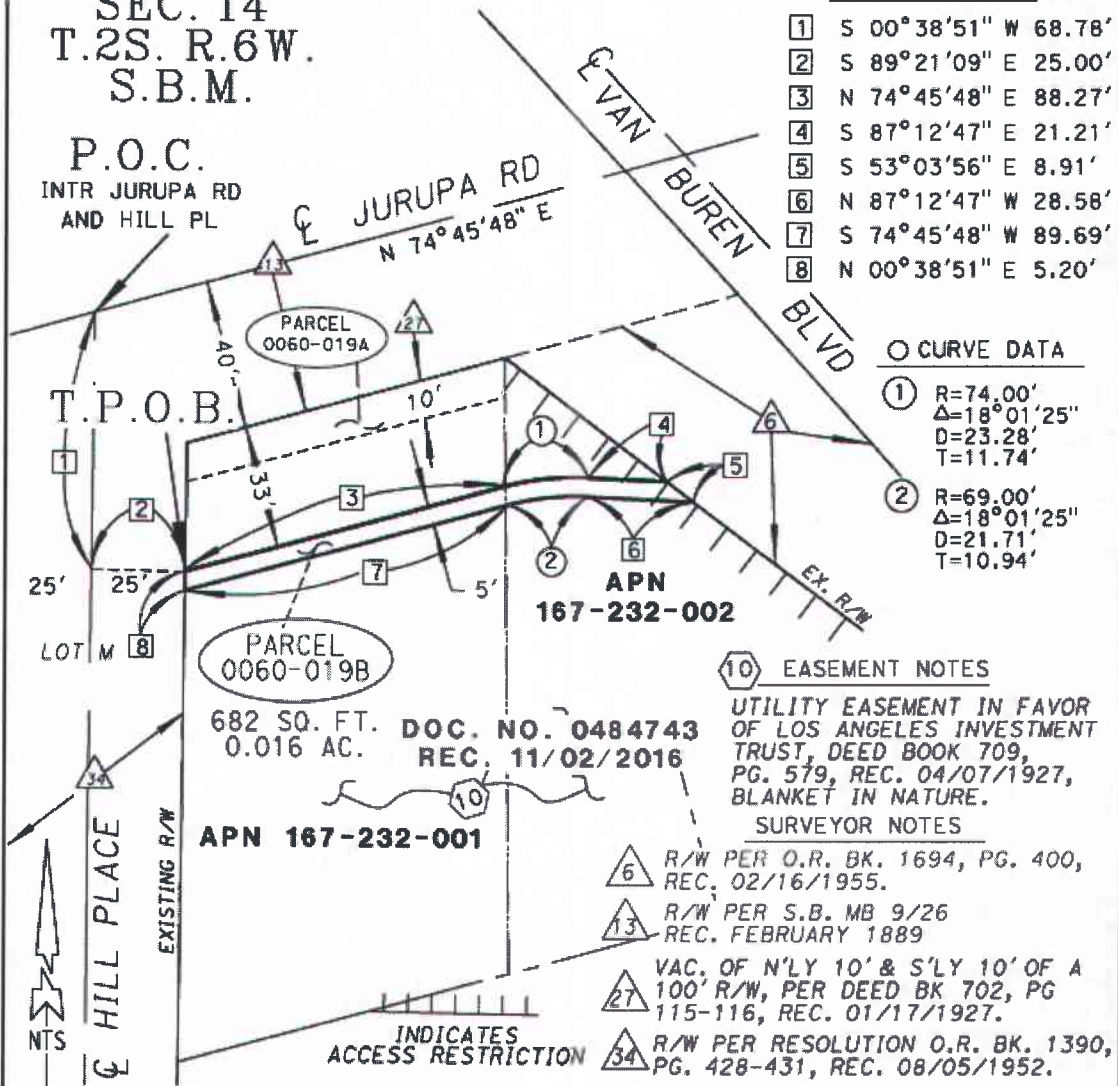 SEC. 14
T.2S. R.6W.
S.B.M.
P.O.C.
INTR JURUPA RD
AND HILL PL
℄ JURUPA RD
N 74°45'48" E
℄ VAN BUREN BLVD
1 S 00°38'51" W 68.78'
2 S 89°21'09" E 25.00'
3 N 74°45'48" E 88.27'
4 S 87°12'47" E 21.21'
5 S 53°03'56" E 8.91'
6 N 87°12'47" W 28.58'
7 S 74°45'48" W 89.69'
8 N 00°38'51" E 5.20'
CURVE DATA
1 R=74.00'
Δ=18°01'25"
D=23.28'
T=11.74'
2 R=69.00'
Δ=18°01'25"
D=21.71'
T=10.94'
13
PARCEL
0060-019A
27
40'
10'
T.P.O.B.
33'
6
1
4
5
1
3
2
7
2
6
5'
25'
25'
8
LOT M
EX. R/W
APN
167-232-002
PARCEL
0060-019B
682 SQ. FT.
0.016 AC.
DOC. NO. 0484743
REC. 11/02/2016
10
APN 167-232-001
34
℄ HILL PLACE
EXISTING R/W
NTS
INDICATES
ACCESS RESTRICTION
10 EASEMENT NOTES
UTILITY EASEMENT IN FAVOR
OF LOS ANGELES INVESTMENT
TRUST, DEED BOOK 709,
PG. 579, REC. 04/07/1927,
BLANKET IN NATURE.
SURVEYOR NOTES
6 R/W PER O.R. BK. 1694, PG. 400,
REC. 02/16/1955.
13 R/W PER S.B. MB 9/26
REC. FEBRUARY 1889
27 VAC. OF N'LY 10' & S'LY 10' OF A
100' R/W, PER DEED BK 702, PG
115-116, REC. 01/17/1927.
34 R/W PER RESOLUTION O.R. BK. 1390,
PG. 428-431, REC. 08/05/1952.